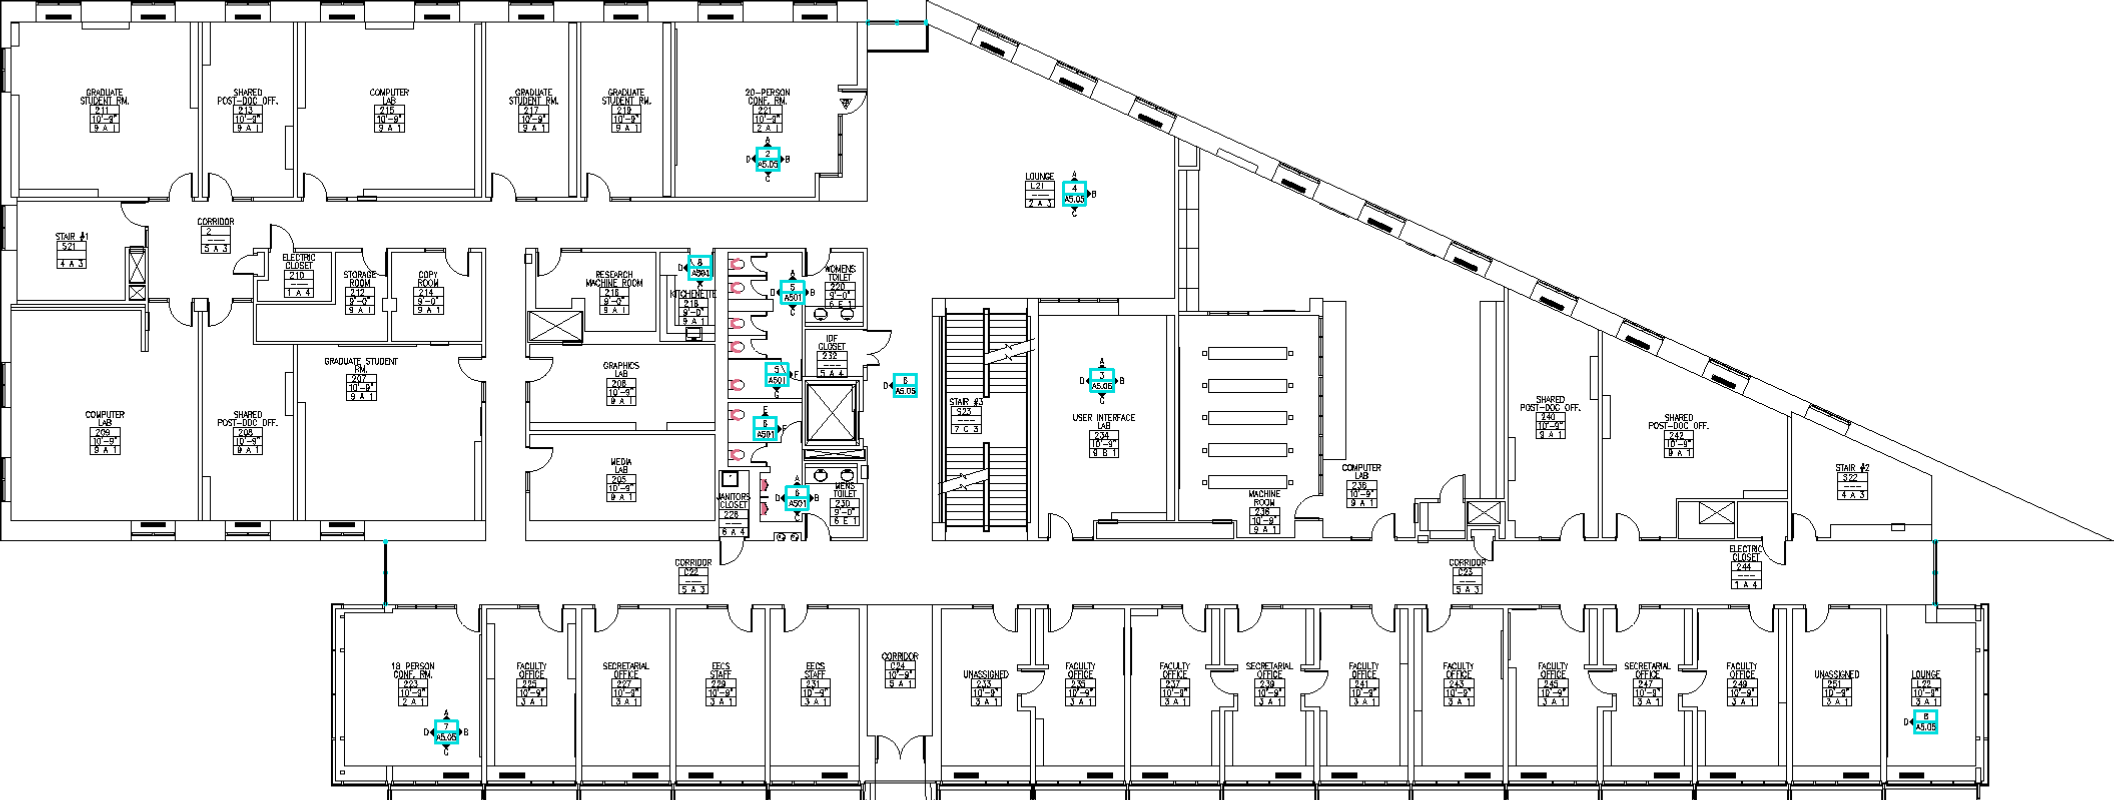 GRADUATE
STUDENT RM.
211
10'-9"
9 A 1
SHARED
POST-DOC OFF.
213
10'-9"
9 A 1
COMPUTER
LAB
215
10'-9"
9 A 1
GRADUATE
STUDENT RM.
217
10'-9"
9 A 1
GRADUATE
STUDENT RM.
219
10'-9"
9 A 1
20-PERSON
CONF. RM.
221
10'-9"
2 A 1
A
D 2 B
A5.05
C
LOUNGE
L21
---
2 A 3
A
4 B
A5.05
C
STAIR #1
S21
---
4 A 3
CORRIDOR
2
---
5 A 3
ELECTRIC
CLOSET
210
---
1 A 4
STORAGE
ROOM
212
9'-0"
9 A 1
COPY
ROOM
214
9'-0"
9 A 1
RESEARCH
MACHINE ROOM
216
9'-0"
9 A 1
D
A501
KITCHENETTE
218
9'-0"
9 A 1
A
D 5 B
A501
C
WOMENS
TOILET
220
9'-0"
6 E 1
IDF
CLOSET
232
---
5 A 4
5
A501 F
G
D 6
A5.05
GRADUATE STUDENT
RM.
207
10'-9"
9 A 1
GRAPHICS
LAB
10'-9"
9 A 1
COMPUTER
LAB
209
10'-9"
9 A 1
SHARED
POST-DOC OFF.
208
10'-9"
9 A 1
MEDIA
LAB
205
10'-9"
9 A 1
E
6
A501 F
JANITORS
CLOSET
228
---
6 A 4
A
D 6 B
A501
C
MENS
TOILET
230
9'-0"
6 E 1
STAIR #3
S23
---
7 C 3
A
D 3 B
A5.06
C
USER INTERFACE
LAB
234
10'-9"
9 B 1
MACHINE
ROOM
236
10'-9"
9 A 1
COMPUTER
LAB
238
10'-9"
9 A 1
SHARED
POST-DOC OFF.
240
10'-9"
9 A 1
SHARED
POST-DOC OFF.
242
10'-9"
9 A 1
STAIR #2
S22
---
4 A 3
CORRIDOR
C22
---
5 A 3
CORRIDOR
C23
---
5 A 3
ELECTRIC
CLOSET
244
---
1 A 4
18 PERSON
CONF. RM.
223
10'-9"
2 A 1
A
D 7 B
A5.05
C
FACULTY
OFFICE
225
10'-9"
3 A 1
SECRETARIAL
OFFICE
227
10'-9"
3 A 1
EECS
STAFF
229
10'-9"
3 A 1
EECS
STAFF
231
10'-9"
3 A 1
CORRIDOR
C24
10'-9"
5 A 1
UNASSIGNED
233
10'-9"
3 A 1
FACULTY
OFFICE
235
10'-9"
3 A 1
FACULTY
OFFICE
237
10'-9"
3 A 1
SECRETARIAL
OFFICE
239
10'-9"
3 A 1
FACULTY
OFFICE
241
10'-9"
3 A 1
FACULTY
OFFICE
243
10'-9"
3 A 1
FACULTY
OFFICE
245
10'-9"
3 A 1
SECRETARIAL
OFFICE
247
10'-9"
3 A 1
FACULTY
OFFICE
249
10'-9"
3 A 1
UNASSIGNED
251
10'-9"
3 A 1
LOUNGE
L22
10'-9"
3 A 1
D 8
A5.05